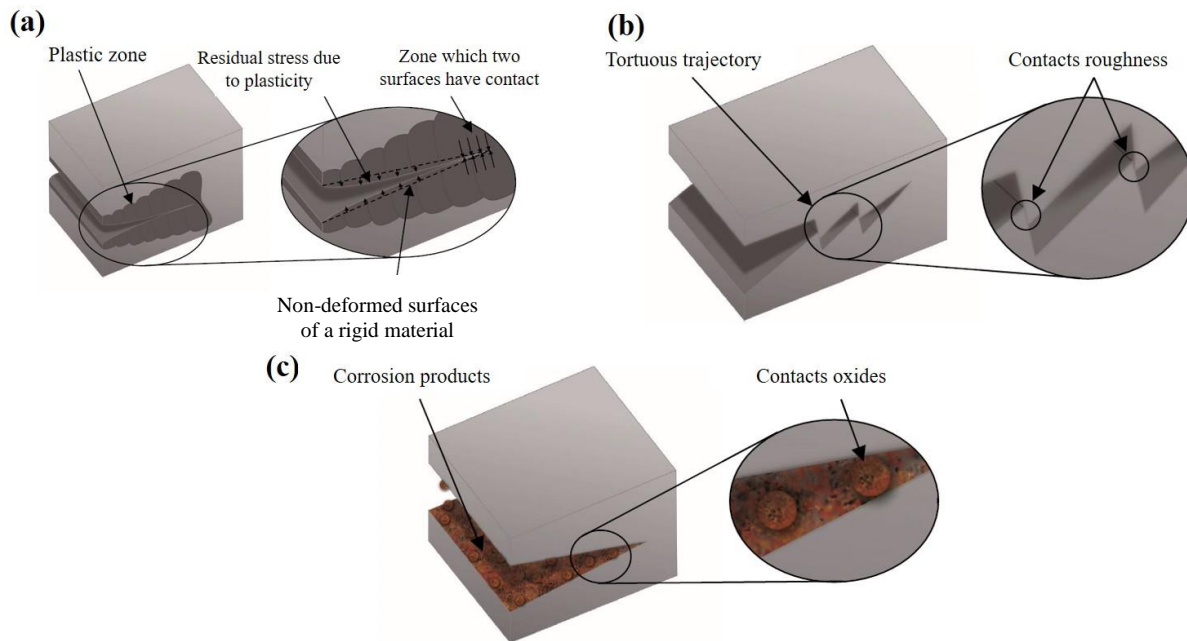 (a)
Plastic zone
Residual stress due
to plasticity
Zone which two
surfaces have contact
Non-deformed surfaces
of a rigid material
(b)
Tortuous trajectory
Contacts roughness
(c)
Corrosion products
Contacts oxides